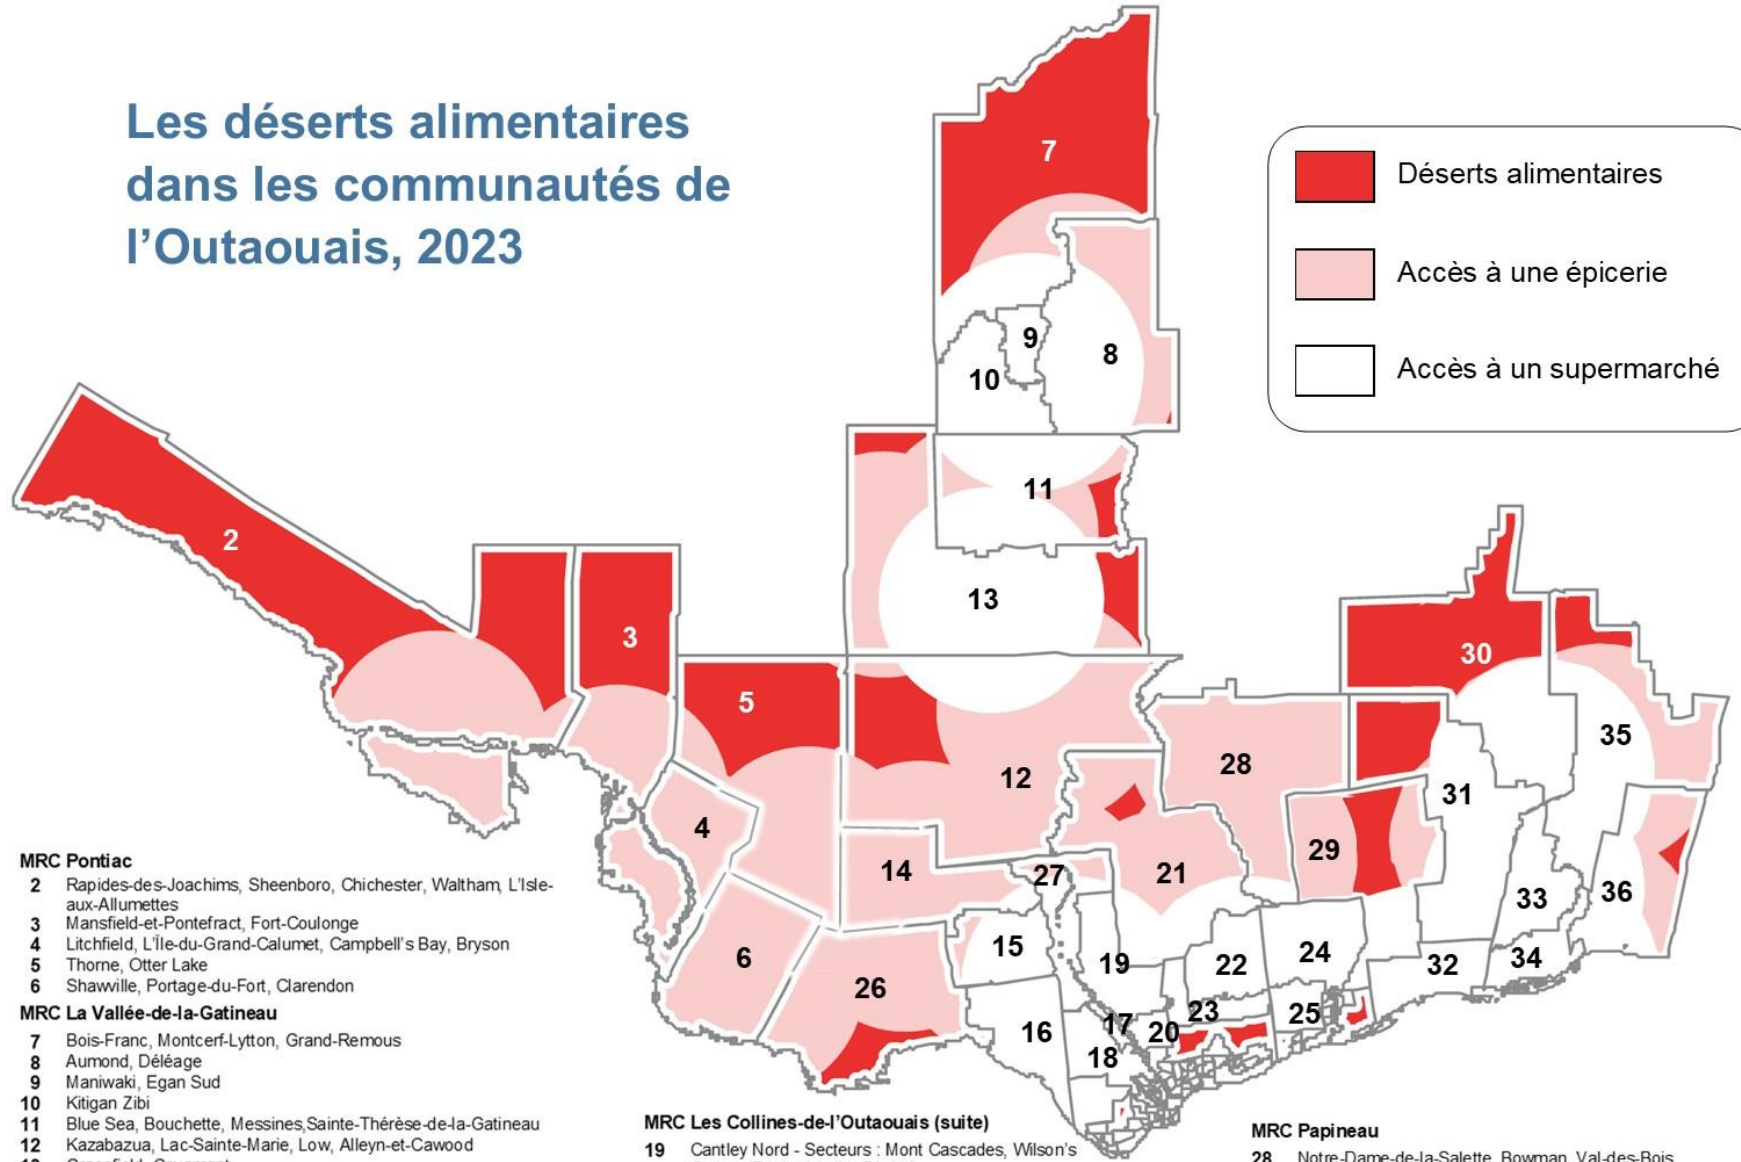 Les déserts alimentaires
dans les communautés de
l'Outaouais, 2023
Déserts alimentaires
Accès à une épicerie
Accès à un supermarché
7
9
8
10
11
2
13
3
30
5
35
28
12
31
4
29
14
27
21
36
33
15
6
19
22
24
32
34
26
16
17
23
25
20
18
MRC Pontiac
2 Rapides-des-Joachims, Sheenboro, Chichester, Waltham, L'Isle-
aux-Allumettes
3 Mansfield-et-Pontefract, Fort-Coulonge
4 Litchfield, L'Île-du-Grand-Calumet, Campbell's Bay, Bryson
5 Thorne, Otter Lake
6 Shawville, Portage-du-Fort, Clarendon
MRC La Vallée-de-la-Gatineau
7 Bois-Franc, Montcerf-Lytton, Grand-Remous
8 Aumond, Déléage
9 Maniwaki, Egan Sud
10 Kitigan Zibi
11 Blue Sea, Bouchette, Messines,Sainte-Thérèse-de-la-Gatineau
12 Kazabazua, Lac-Sainte-Marie, Low, Alleyn-et-Cawood
MRC Les Collines-de-l'Outaouais (suite)
19 Cantley Nord - Secteurs : Mont Cascades, Wilson's
MRC Papineau
28 Notre-Dame-de-la-Salette, Bowman, Val-des-Bois